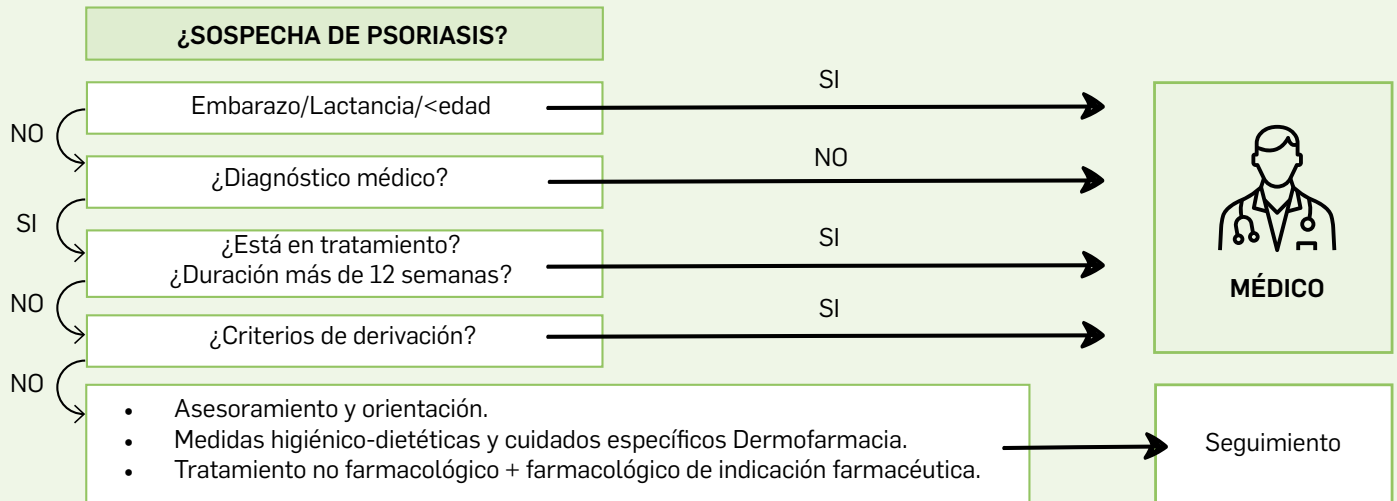 ¿SOSPECHA DE PSORIASIS?
Embarazo/Lactancia/<edad
SI
NO
¿Diagnóstico médico?
NO
SI
¿Está en tratamiento?
¿Duración más de 12 semanas?
SI
MÉDICO
NO
¿Criterios de derivación?
SI
NO
• Asesoramiento y orientación.
• Medidas higiénico-dietéticas y cuidados específicos Dermofarmacia.
• Tratamiento no farmacológico + farmacológico de indicación farmacéutica.
Seguimiento